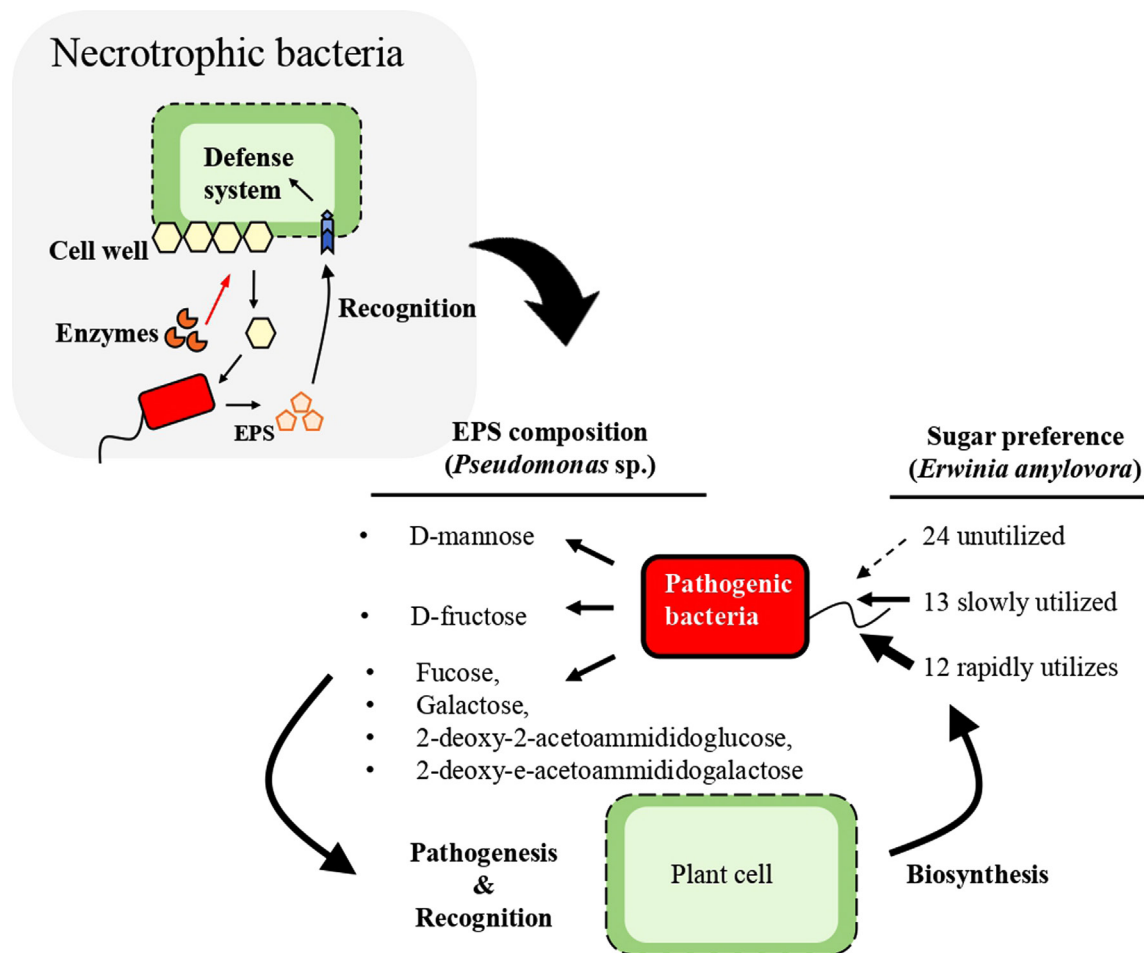 Necrotrophic bacteria
Defense
system
Cell well
Enzymes
Recognition
EPS
EPS composition
(Pseudomonas sp.)
Sugar preference
(Erwinia amylovora)
• D-mannose
• D-fructose
• Fucose,
• Galactose,
• 2-deoxy-2-acetoammididoglucose,
• 2-deoxy-e-acetoammididogalactose
Pathogenic
bacteria
24 unutilized
13 slowly utilized
12 rapidly utilizes
Pathogenesis
&
Recognition
Plant cell
Biosynthesis